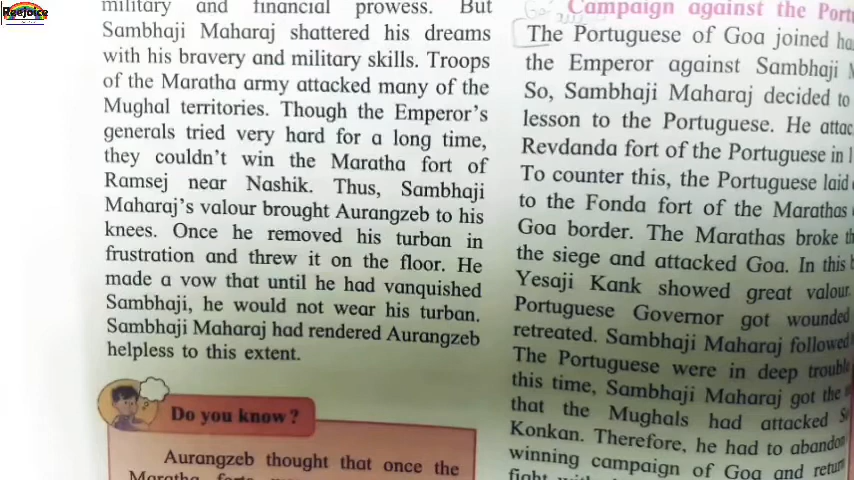 Reejoice
military and financial prowess. But
Sambhaji Maharaj shattered his dreams
with his bravery and military skills. Troops
of the Maratha army attacked many of the
Mughal territories. Though the Emperor's
generals tried very hard for a long time,
they couldn't win the Maratha fort of
Ramsej near Nashik. Thus, Sambhaji
Maharaj's valour brought Aurangzeb to his
knees. Once he removed his turban in
frustration and threw it on the floor. He
made a vow that until he had vanquished
Sambhaji, he would not wear his turban.
Sambhaji Maharaj had rendered Aurangzeb
helpless to this extent.
Do you know?
Aurangzeb thought that once the
Maratha
Campaign against the
The Portuguese of Goa joined
the Emperor against Sambhaji
So, Sambhaji Maharaj decided to
lesson to the Portuguese. He
Revdanda fort of the Portuguese in
To counter this, the Portuguese laid
to the Fonda fort of the Marathas
Goa border. The Marathas broke
the siege and attacked Goa. In this
Yesaji Kank showed great valour.
Portuguese Governor got wounded
retreated. Sambhaji Maharaj followed
The Portuguese were in deep trouble
this time, Sambhaji Maharaj got the
that the Mughals had attacked
Konkan. Therefore, he had to abandon
winning campaign of Goa and return
fight